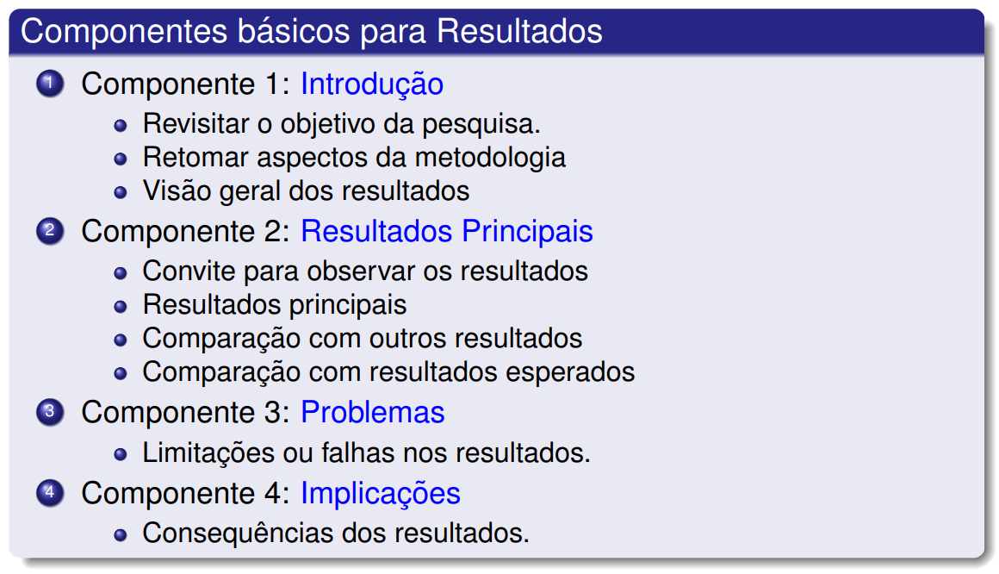 Componentes básicos para Resultados
1 Componente 1: Introdução
Revisitar o objetivo da pesquisa.
Retomar aspectos da metodologia
Visão geral dos resultados
2 Componente 2: Resultados Principais
Convite para observar os resultados
Resultados principais
Comparação com outros resultados
Comparação com resultados esperados
3 Componente 3: Problemas
Limitações ou falhas nos resultados.
4 Componente 4: Implicações
Consequências dos resultados.